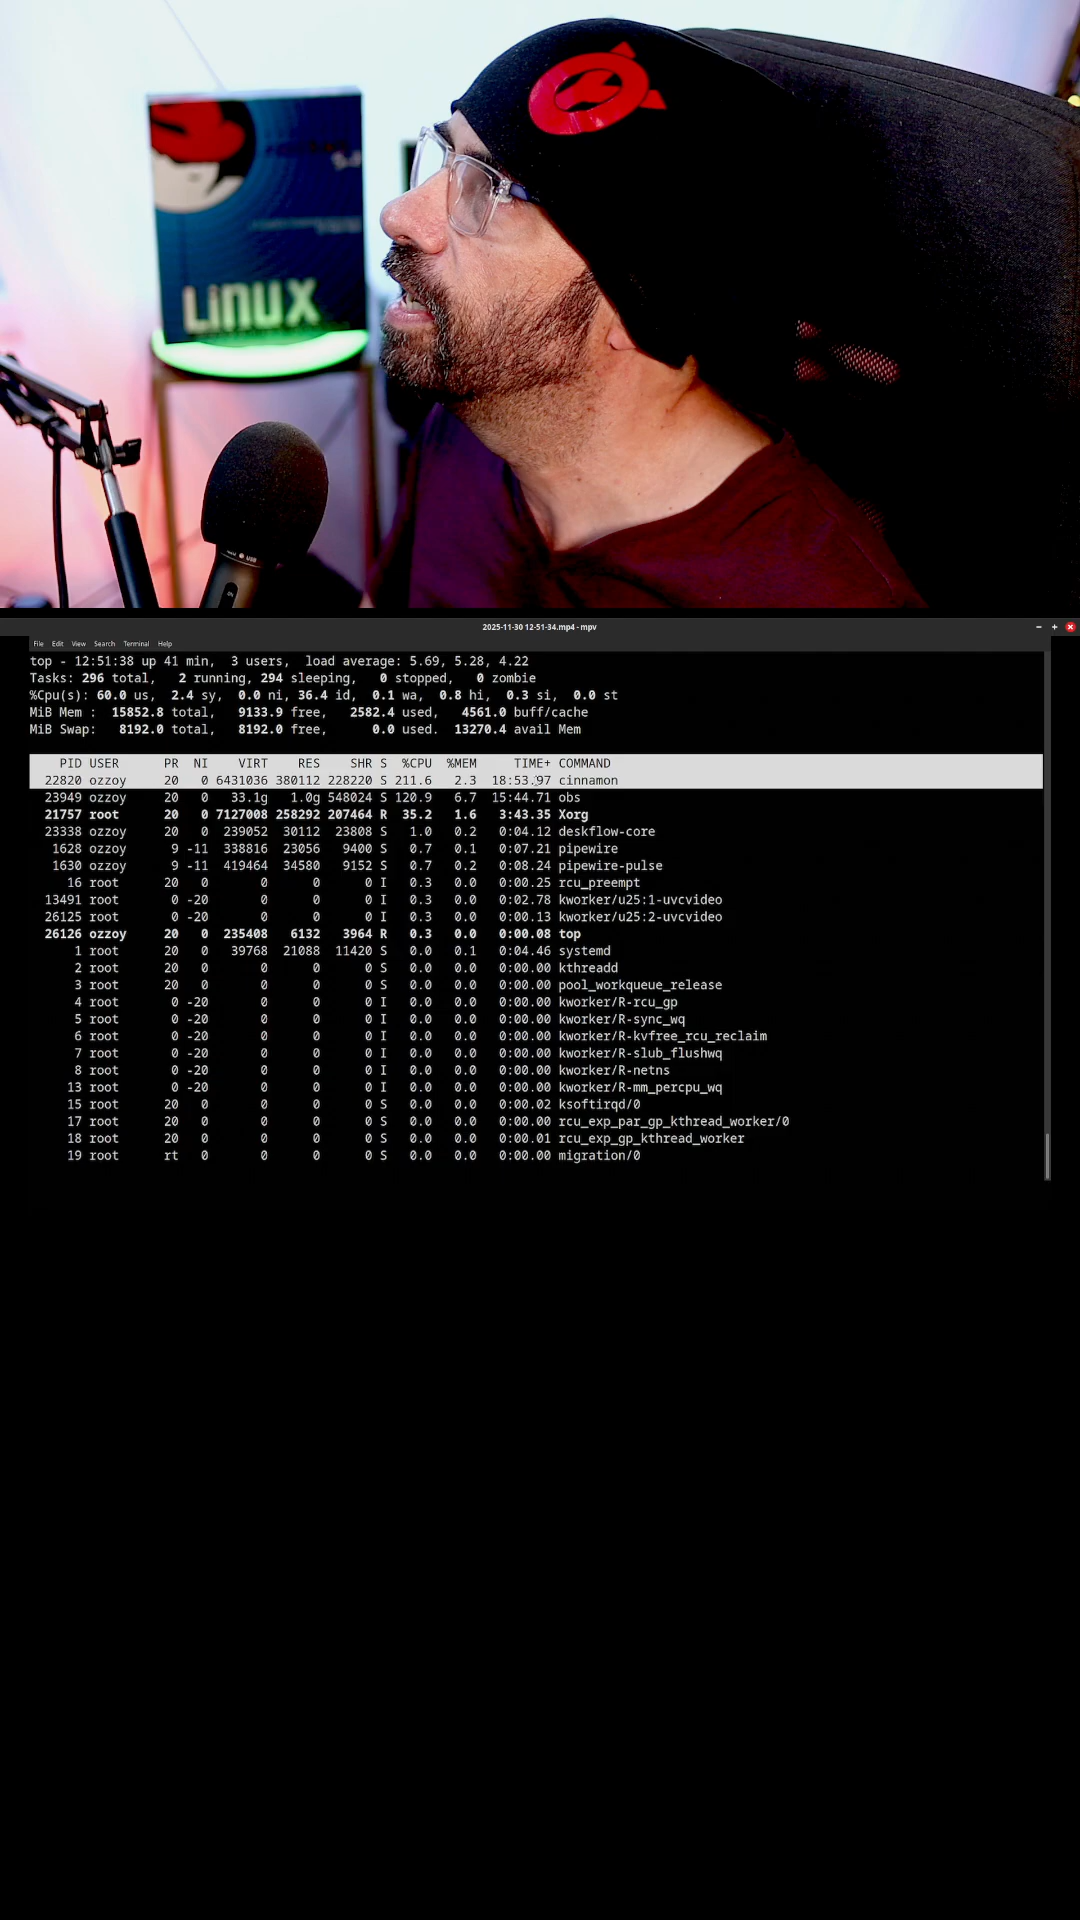 LINUX
2025-11-30 12-51-34.mp4 - mpv
File Edit View Search Terminal Help
top - 12:51:38 up 41 min, 3 users, load average: 5.69, 5.28, 4.22
Tasks: 296 total, 2 running, 294 sleeping, 0 stopped, 0 zombie
%Cpu(s): 60.0 us, 2.4 sy, 0.0 ni, 36.4 id, 0.1 wa, 0.8 hi, 0.3 si, 0.0 st
MiB Mem : 15852.8 total, 9133.9 free, 2582.4 used, 4561.0 buff/cache
MiB Swap: 8192.0 total, 8192.0 free, 0.0 used. 13270.4 avail Mem
PID USER PR NI VIRT RES SHR S %CPU %MEM TIME+ COMMAND
22820 ozzoy 20 0 6431036 380112 228220 S 211.6 2.3 18:53.97 cinnamon
23949 ozzoy 20 0 33.1g 1.0g 548024 S 120.9 6.7 15:44.71 obs
21757 root 20 0 7127008 258292 207464 R 35.2 1.6 3:43.35 Xorg
23338 ozzoy 20 0 239052 30112 23808 S 1.0 0.2 0:04.12 deskflow-core
1628 ozzoy 9 -11 338816 23056 9400 S 0.7 0.1 0:07.21 pipewire
1630 ozzoy 9 -11 419464 34580 9152 S 0.7 0.2 0:08.24 pipewire-pulse
16 root 20 0 0 0 0 I 0.3 0.0 0:00.25 rcu_preempt
13491 root 0 -20 0 0 0 I 0.3 0.0 0:02.78 kworker/u25:1-uvcvideo
26125 root 0 -20 0 0 0 I 0.3 0.0 0:00.13 kworker/u25:2-uvcvideo
26126 ozzoy 20 0 235408 6132 3964 R 0.3 0.0 0:00.08 top
1 root 20 0 39768 21088 11420 S 0.0 0.1 0:04.46 systemd
2 root 20 0 0 0 0 S 0.0 0.0 0:00.00 kthreadd
3 root 20 0 0 0 0 S 0.0 0.0 0:00.00 pool_workqueue_release
4 root 0 -20 0 0 0 I 0.0 0.0 0:00.00 kworker/R-rcu_gp
5 root 0 -20 0 0 0 I 0.0 0.0 0:00.00 kworker/R-sync_wq
6 root 0 -20 0 0 0 I 0.0 0.0 0:00.00 kworker/R-kvfree_rcu_reclaim
7 root 0 -20 0 0 0 I 0.0 0.0 0:00.00 kworker/R-slub_flushwq
8 root 0 -20 0 0 0 I 0.0 0.0 0:00.00 kworker/R-netns
13 root 0 -20 0 0 0 I 0.0 0.0 0:00.00 kworker/R-mm_percpu_wq
15 root 20 0 0 0 0 S 0.0 0.0 0:00.02 ksoftirqd/0
17 root 20 0 0 0 0 S 0.0 0.0 0:00.00 rcu_exp_par_gp_kthread_worker/0
18 root 20 0 0 0 0 S 0.0 0.0 0:00.01 rcu_exp_gp_kthread_worker
19 root rt 0 0 0 0 S 0.0 0.0 0:00.00 migration/0